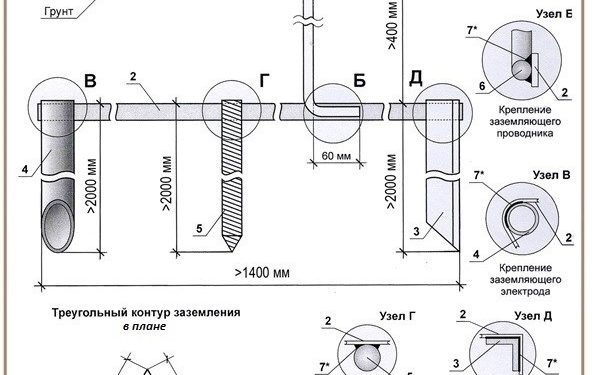 Грунт
>400 мм
Узел Б
7*
6
2
Крепление
заземляющего
проводника
В
2
Г
Б
Д
4
>2000 мм
>2000 мм
5
60 мм
>2000 мм
3
>1400 мм
Узел В
7*
2
4
Крепление
заземляющего
электрода
Треугольный контур заземления
в плане
Узел Г
2
7*
Узел Д
2
3
7*